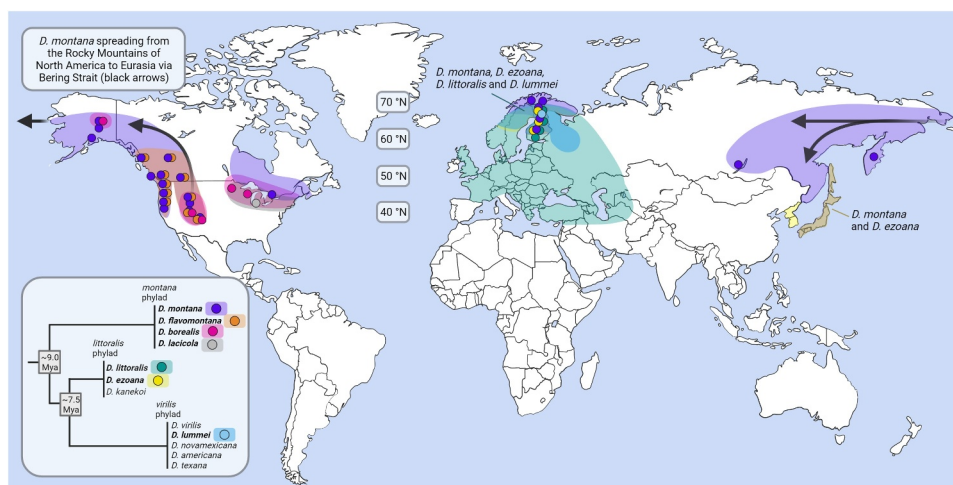 D. montana spreading from
the Rocky Mountains of
North America to Eurasia via
Bering Strait (black arrows)
D. montana, D. ezoana,
D. littoralis and D. lummei
70 °N
60 °N
50 °N
40 °N
D. montana
and D. ezoana
montana
phylad
D. montana
D. flavomontana
D. borealis
D. lacicola
~9.0
Mya
littoralis
phylad
D. littoralis
D. ezoana
D. kanekoi
~7.5
Mya
virilis
phylad
D. virilis
D. lummei
D. novamexicana
D. americana
D. texana